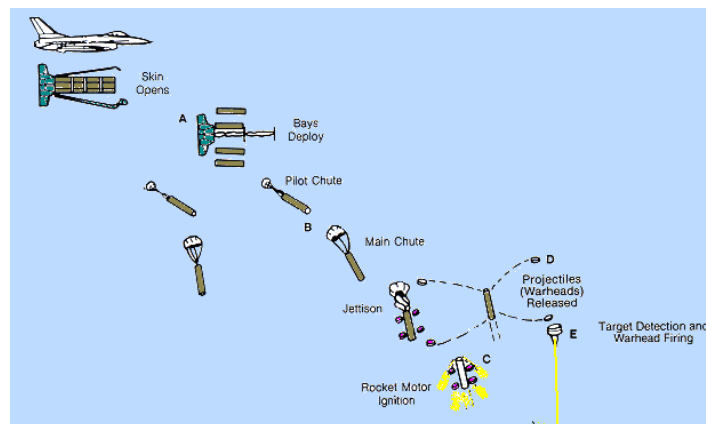 Skin
Opens
A
Bays
Deploy
Pilot Chute
B
Main Chute
D
Projectiles
(Warheads)
Released
Jettison
E
Target Detection and
Warhead Firing
C
Rocket Motor
Ignition